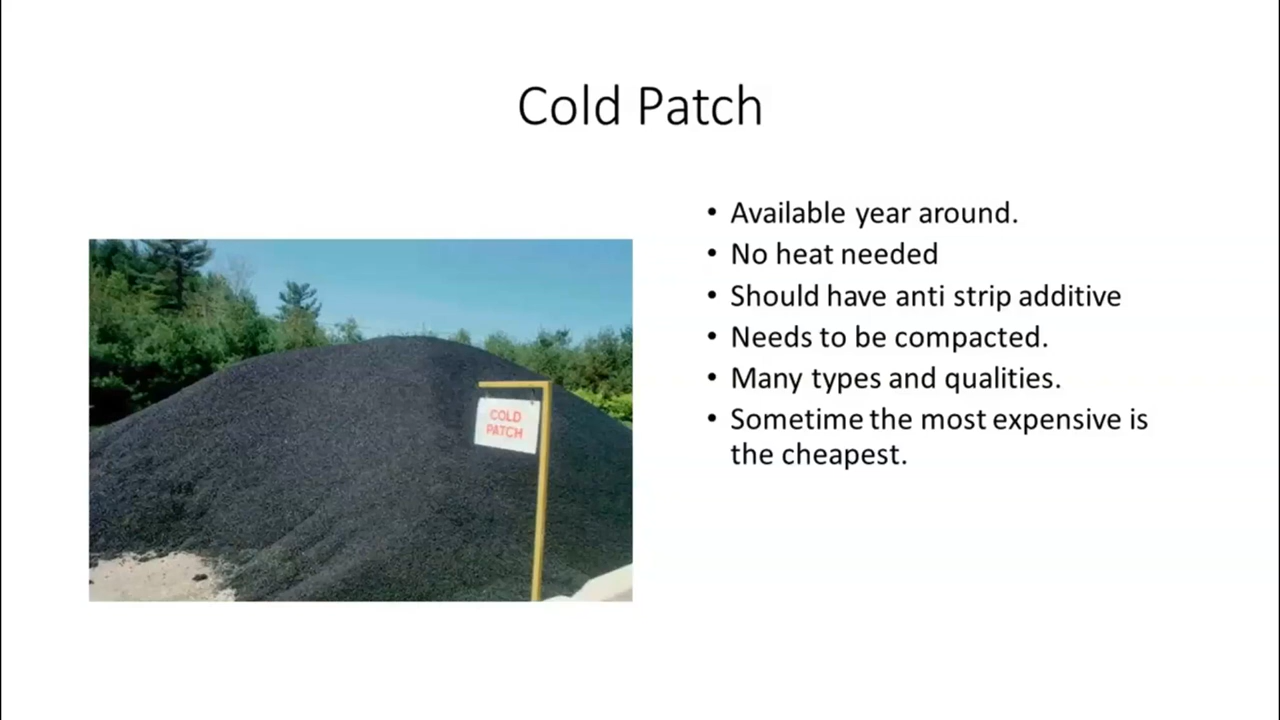 Cold Patch
• Available year around.
• No heat needed
• Should have anti strip additive
• Needs to be compacted.
• Many types and qualities.
• Sometime the most expensive is
the cheapest.
COLD
PATCH